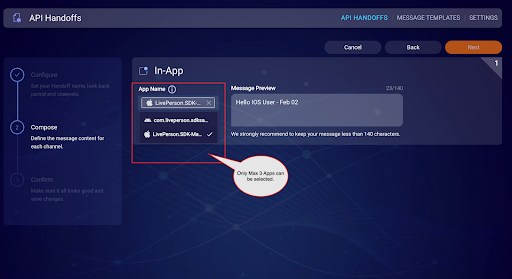 API Handoffs
API HANDOFFS
MESSAGE TEMPLATES
SETTINGS
Cancel
Back
Next
Configure
Set your Handoff name, look back
period and channels
2
Compose
Define the message content for
each channel.
Confirm
Make sure it all looks good and
save changes.
In-App
1
App Name
LivePerson.SDK-...
com.liveperson.sdksa...
LivePerson.SDK-Ma...
Message Preview
23/140
Hello IOS User - Feb 02
We strongly recommend to keep your message less than 140 characters.
Only Max 3 Apps can
be selected.